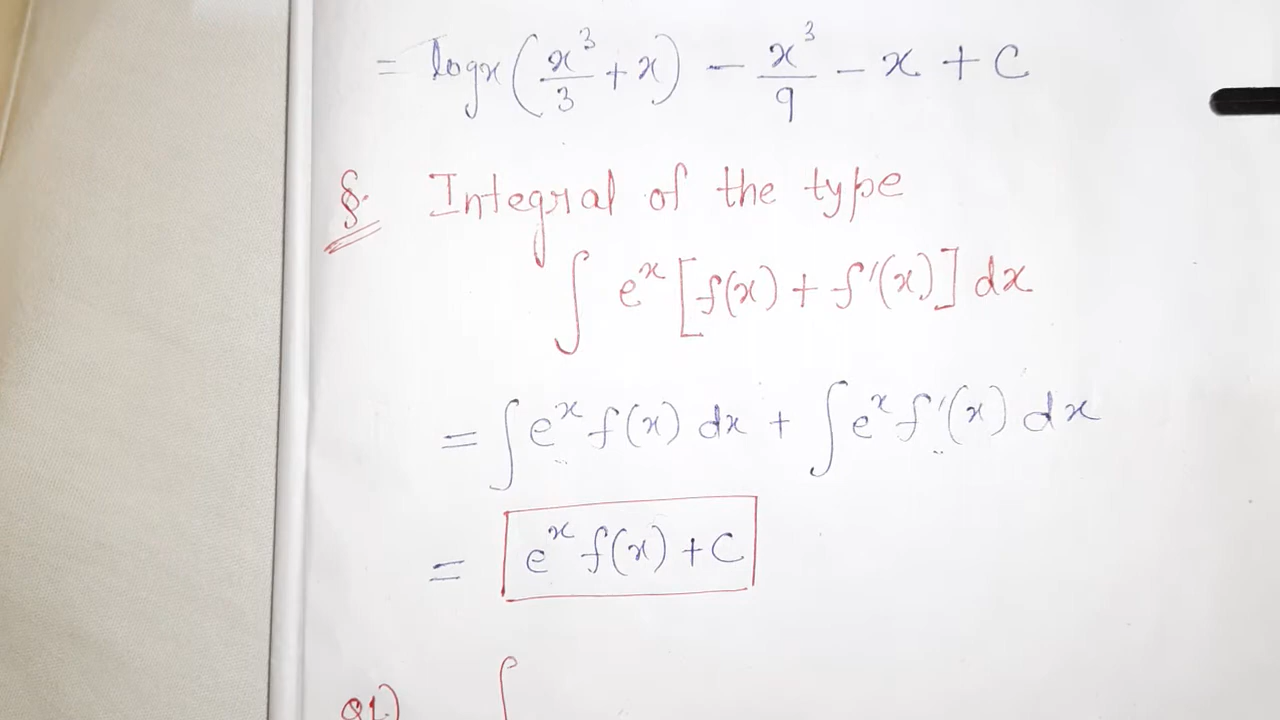 = logx (x³/3 + x) − x³/9 − x + C
§. Integral of the type
∫ eˣ [f(x) + f'(x)] dx
= ∫ eˣ f(x) dx + ∫ eˣ f'(x) dx
= eˣ f(x) + C
Q1.) ∫